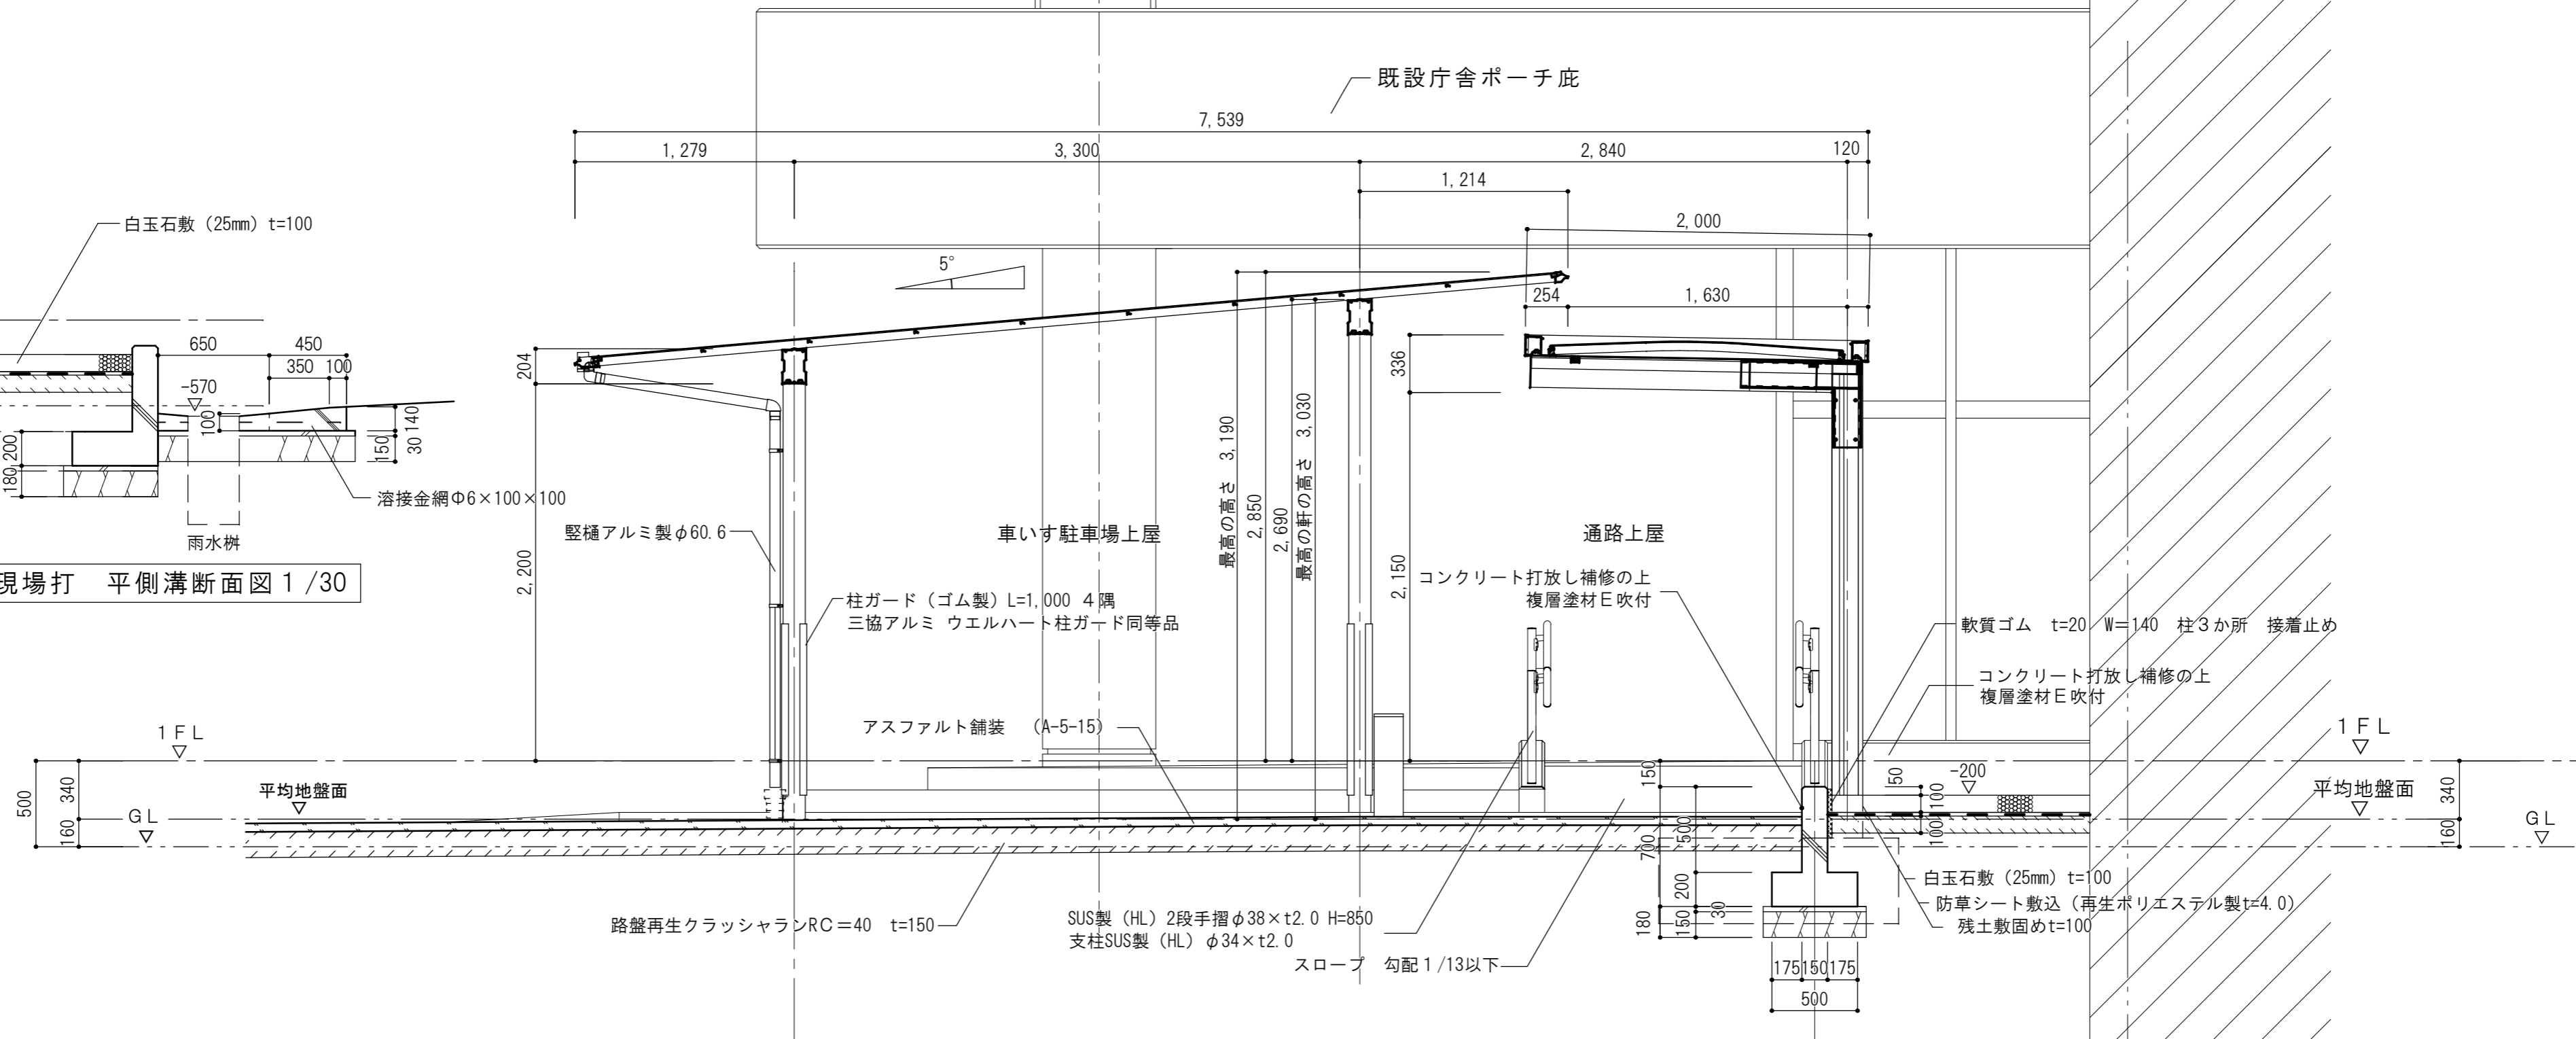 既設庁舎ポーチ庇
7,539
1,279
3,300
2,840
120
1,214
2,000
5°
254
1,630
白玉石敷（25mm）t=100
650
450
350
100
-570
100
140
30
150
200
180
溶接金網Φ6×100×100
雨水桝
現場打　平側溝断面図１/30
204
2,200
竪樋アルミ製φ60.6
車いす駐車場上屋
柱ガード（ゴム製）L=1,000 ４隅
三協アルミ ウエルハート柱ガード同等品
最高の高さ 3,190
2,850
2,690
最高の軒の高さ 3,030
336
2,150
通路上屋
コンクリート打放し補修の上
複層塗材Ｅ吹付
軟質ゴム t=20 W=140 柱３か所 接着止め
コンクリート打放し補修の上
複層塗材Ｅ吹付
アスファルト舗装 （A-5-15）
１ＦＬ
平均地盤面
ＧＬ
500
340
160
路盤再生クラッシャランRC＝40 t=150
SUS製（HL）2段手摺φ38×t2.0 H=850
支柱SUS製（HL）φ34×t2.0
スロープ 勾配１/13以下
150
700
500
200
180
150
30
175
150
175
500
50
100
100
-200
白玉石敷（25mm）t=100
防草シート敷込（再生ポリエステル製t=4.0）
残土敷固めt=100
１ＦＬ
平均地盤面
ＧＬ
340
160